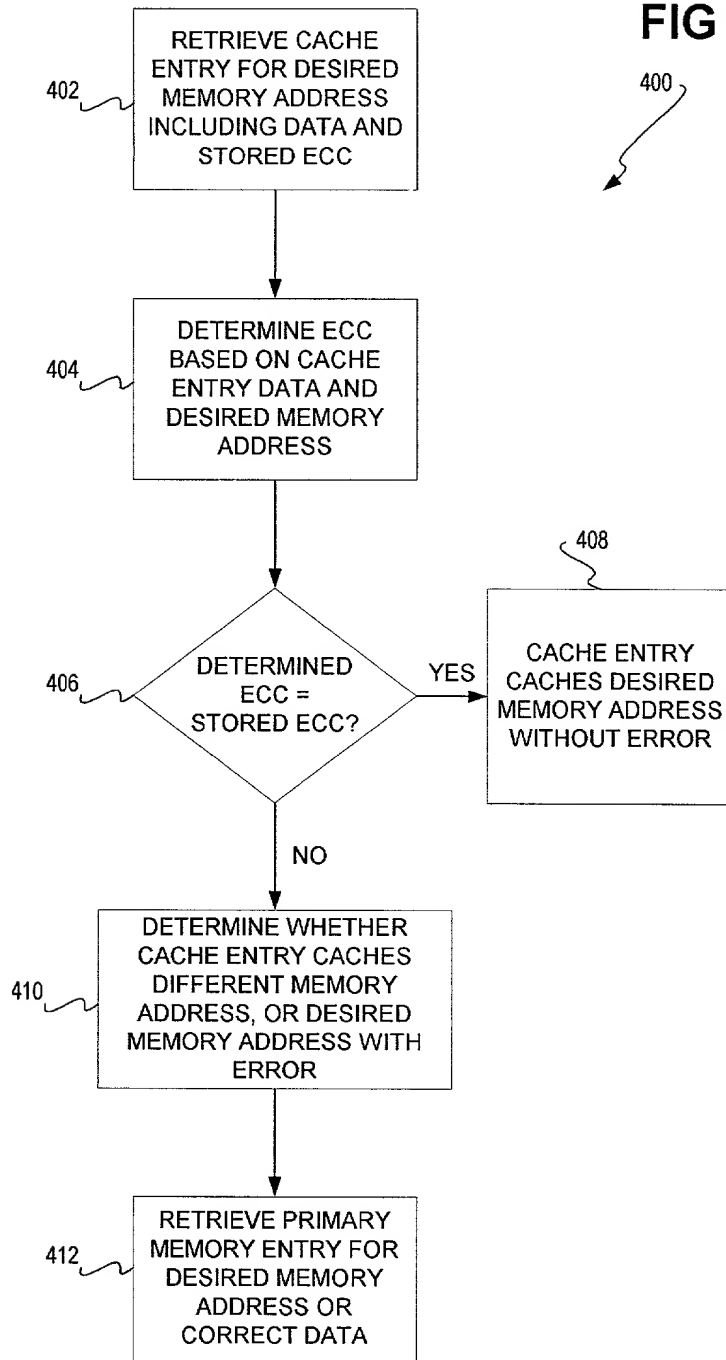 FIG
400
402
RETRIEVE CACHE
ENTRY FOR DESIRED
MEMORY ADDRESS
INCLUDING DATA AND
STORED ECC
404
DETERMINE ECC
BASED ON CACHE
ENTRY DATA AND
DESIRED MEMORY
ADDRESS
406
DETERMINED
ECC =
STORED ECC?
YES
408
CACHE ENTRY
CACHES DESIRED
MEMORY ADDRESS
WITHOUT ERROR
NO
410
DETERMINE WHETHER
CACHE ENTRY CACHES
DIFFERENT MEMORY
ADDRESS, OR DESIRED
MEMORY ADDRESS WITH
ERROR
412
RETRIEVE PRIMARY
MEMORY ENTRY FOR
DESIRED MEMORY
ADDRESS OR
CORRECT DATA